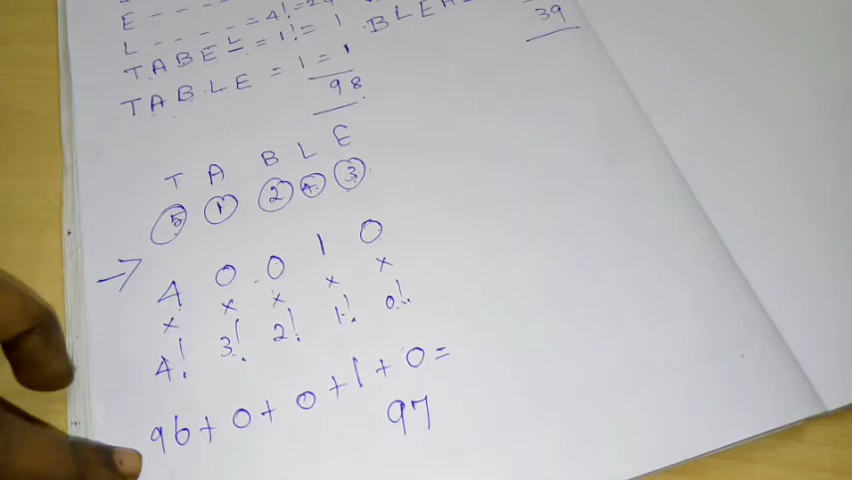 E - - - -
L - - - - = 4! = 24
TABEL = 1! = 1
BLE
39
TABLE = 1 = 1
98
T A B L E
5 1 2 4 3
→ 4 0 0 1 0
x x x x x
4! 3! 2! 1! 0!
96 + 0 + 0 + 1 + 0 =
97